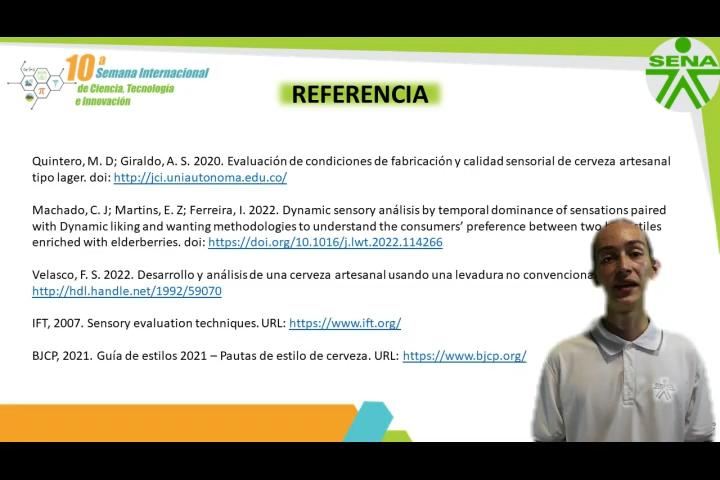 10ª
Semana Internacional
de Ciencia, Tecnología
e Innovación
SENA
REFERENCIA
Quintero, M. D; Giraldo, A. S. 2020. Evaluación de condiciones de fabricación y calidad sensorial de cerveza artesanal
tipo lager. doi: http://jci.uniautonoma.edu.co/
Machado, C. J; Martins, E. Z; Ferreira, I. 2022. Dynamic sensory análisis by temporal dominance of sensations paired
with Dynamic liking and wanting methodologies to understand the consumers’ preference between two
enriched with elderberries. doi: https://doi.org/10.1016/j.lwt.2022.114266
Velasco, F. S. 2022. Desarrollo y análisis de una cerveza artesanal usando una levadura no
http://hdl.handle.net/1992/59070
IFT, 2007. Sensory evaluation techniques. URL: https://www.ift.org/
BJCP, 2021. Guía de estilos 2021 – Pautas de estilo de cerveza. URL: https://www.bjcp.org/